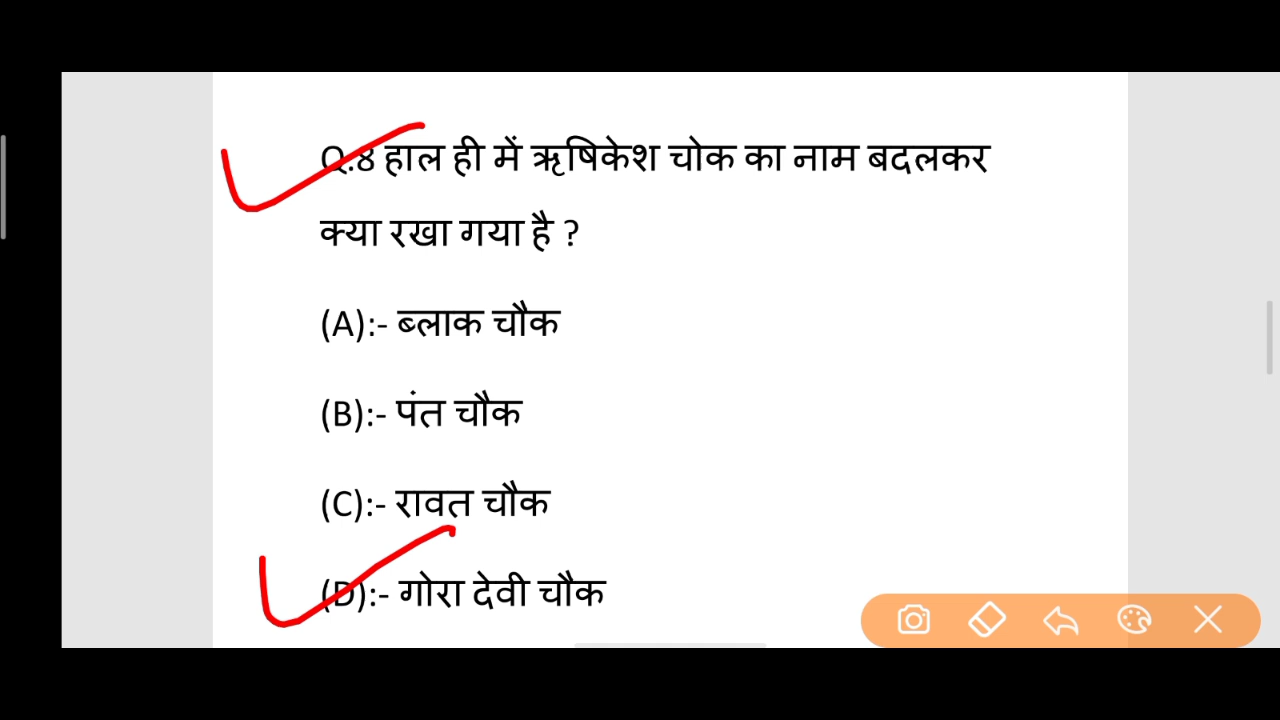 Q.8 हाल ही में ऋषिकेश चोक का नाम बदलकर
क्या रखा गया है ?
(A):- ब्लाक चौक
(B):- पंत चौक
(C):- रावत चौक
(D):- गोरा देवी चौक